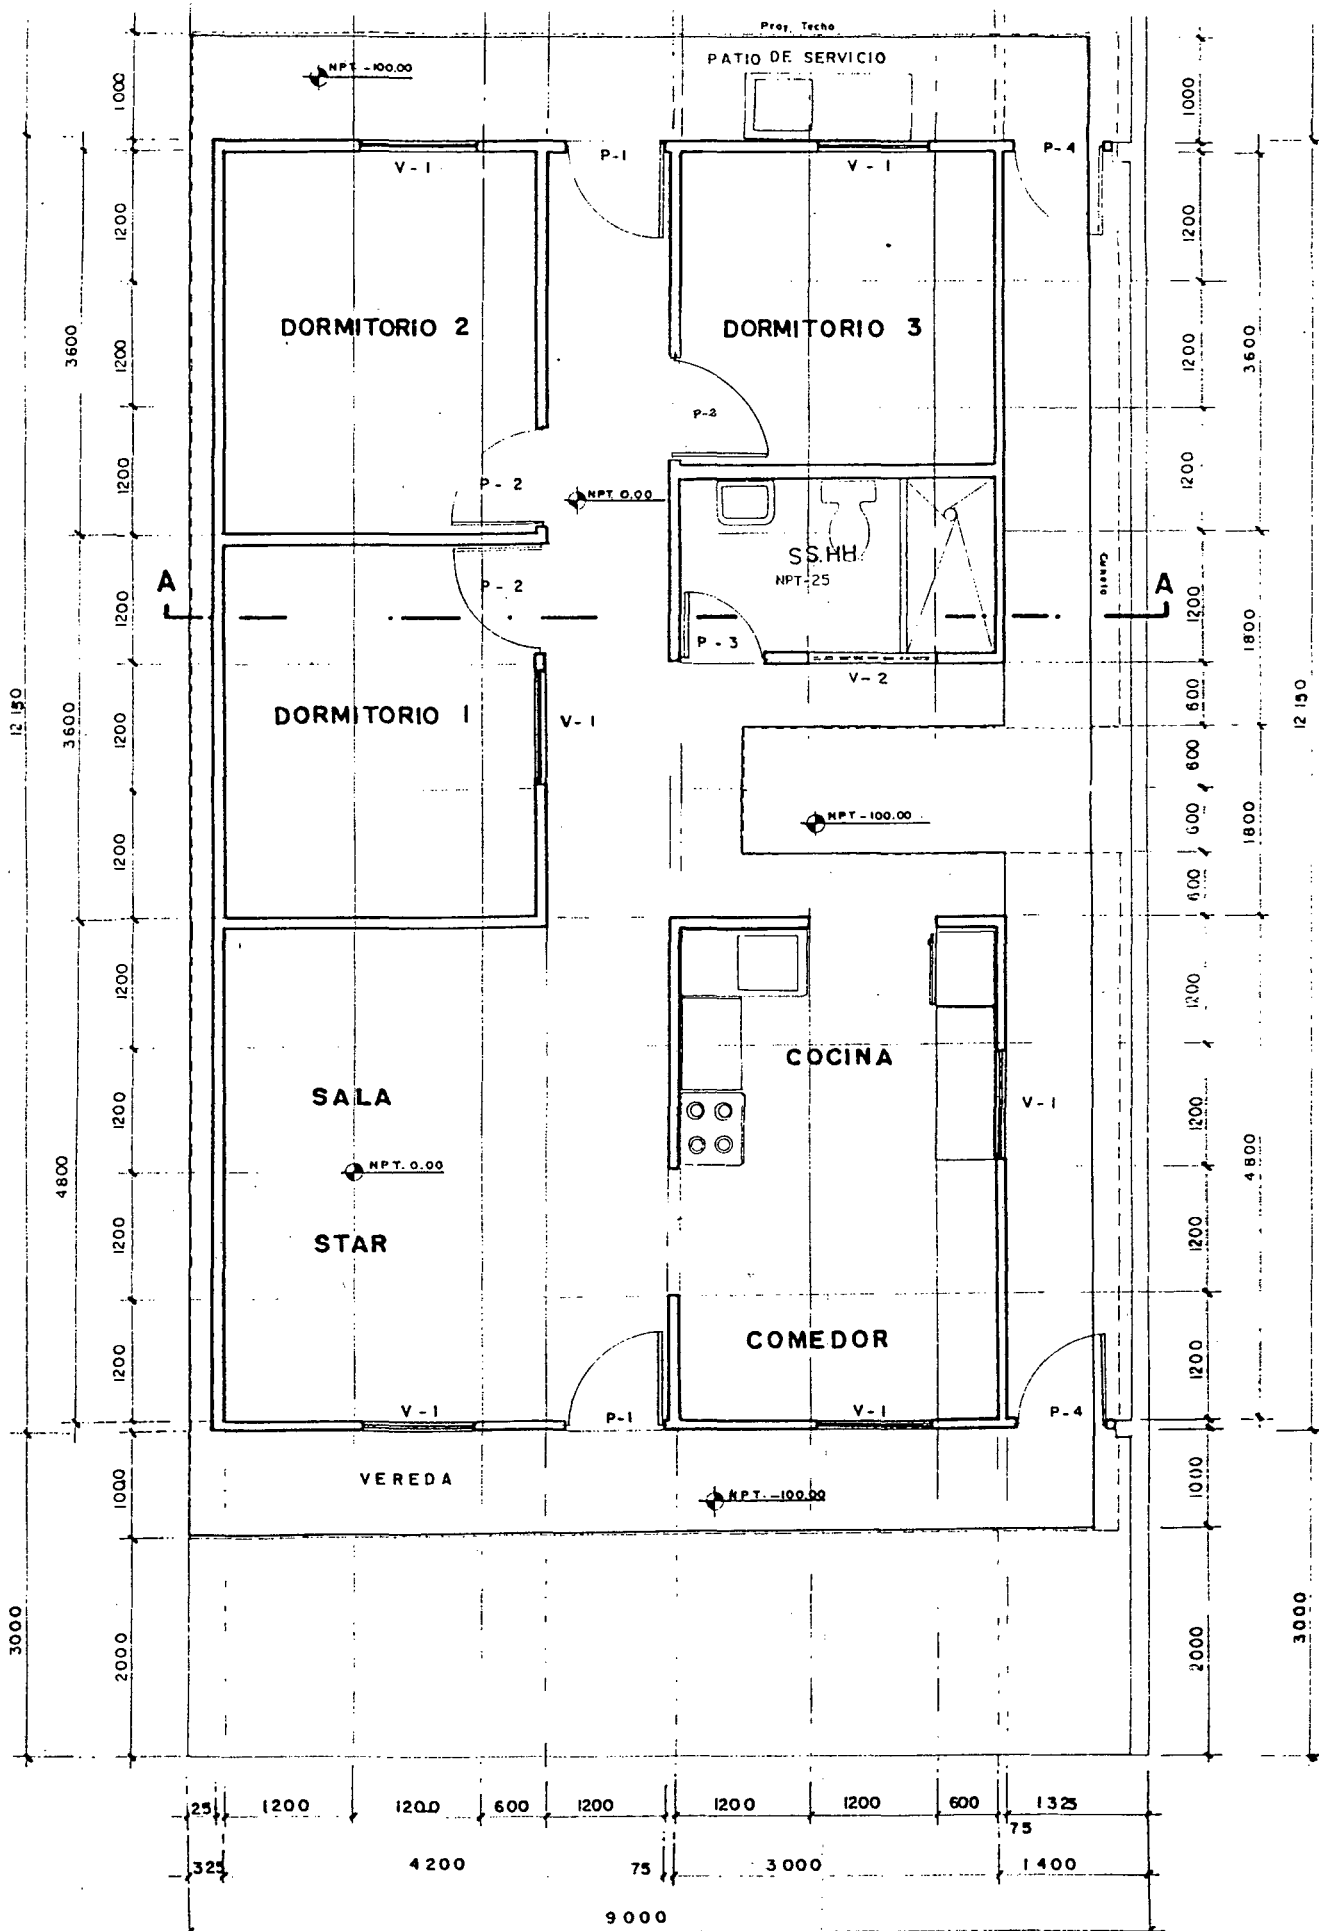 Proy. Techo
PATIO DE SERVICIO
NPT -100.00
1000
1000
P-1
P-4
V-1
V-1
1200
1200
DORMITORIO 2
DORMITORIO 3
3600
1200
1200
3600
P-2
P-2
1200
NPT 0.00
1200
SS.HH
NPT-25
Cuneta
A
A
P-2
1200
1200
1800
P-3
V-2
12 150
3600
DORMITORIO 1
V-1
1200
600
12 150
600
NPT -100.00
600
1800
1200
600
1200
1200
COCINA
SALA
1200
1200
V-1
NPT. 0.00
4800
4800
STAR
1200
1200
COMEDOR
1200
1200
V-1
P-1
V-1
P-4
VEREDA
1000
NPT. -100.00
1000
3000
2000
2000
3000
25
1200
1200
600
1200
1200
1200
600
1325
75
325
4200
75
3000
1400
9000